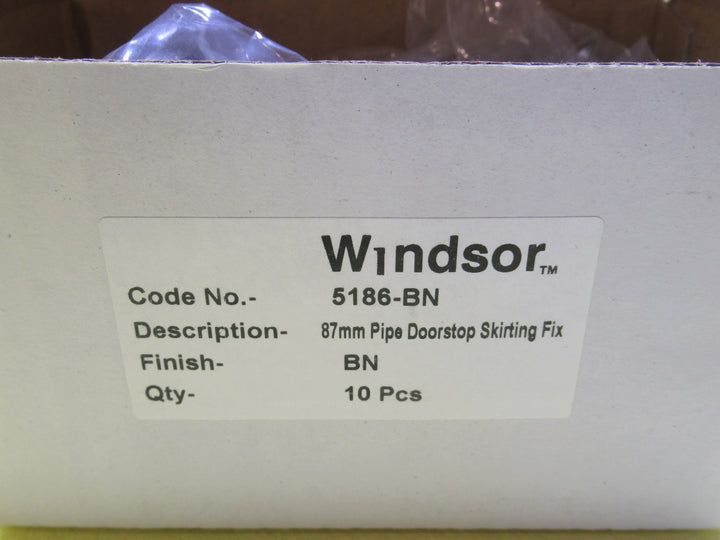 Windsor™
Code No.- 5186-BN
Description- 87mm Pipe Doorstop Skirting Fix
Finish- BN
Qty- 10 Pcs